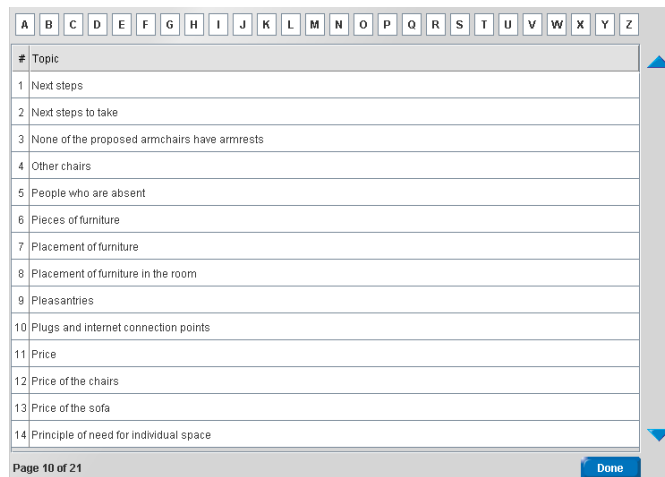 A B C D E F G H I J K L M N O P Q R S T U V W X Y Z
# Topic
1 Next steps
2 Next steps to take
3 None of the proposed armchairs have armrests
4 Other chairs
5 People who are absent
6 Pieces of furniture
7 Placement of furniture
8 Placement of furniture in the room
9 Pleasantries
10 Plugs and internet connection points
11 Price
12 Price of the chairs
13 Price of the sofa
14 Principle of need for individual space
Page 10 of 21 Done